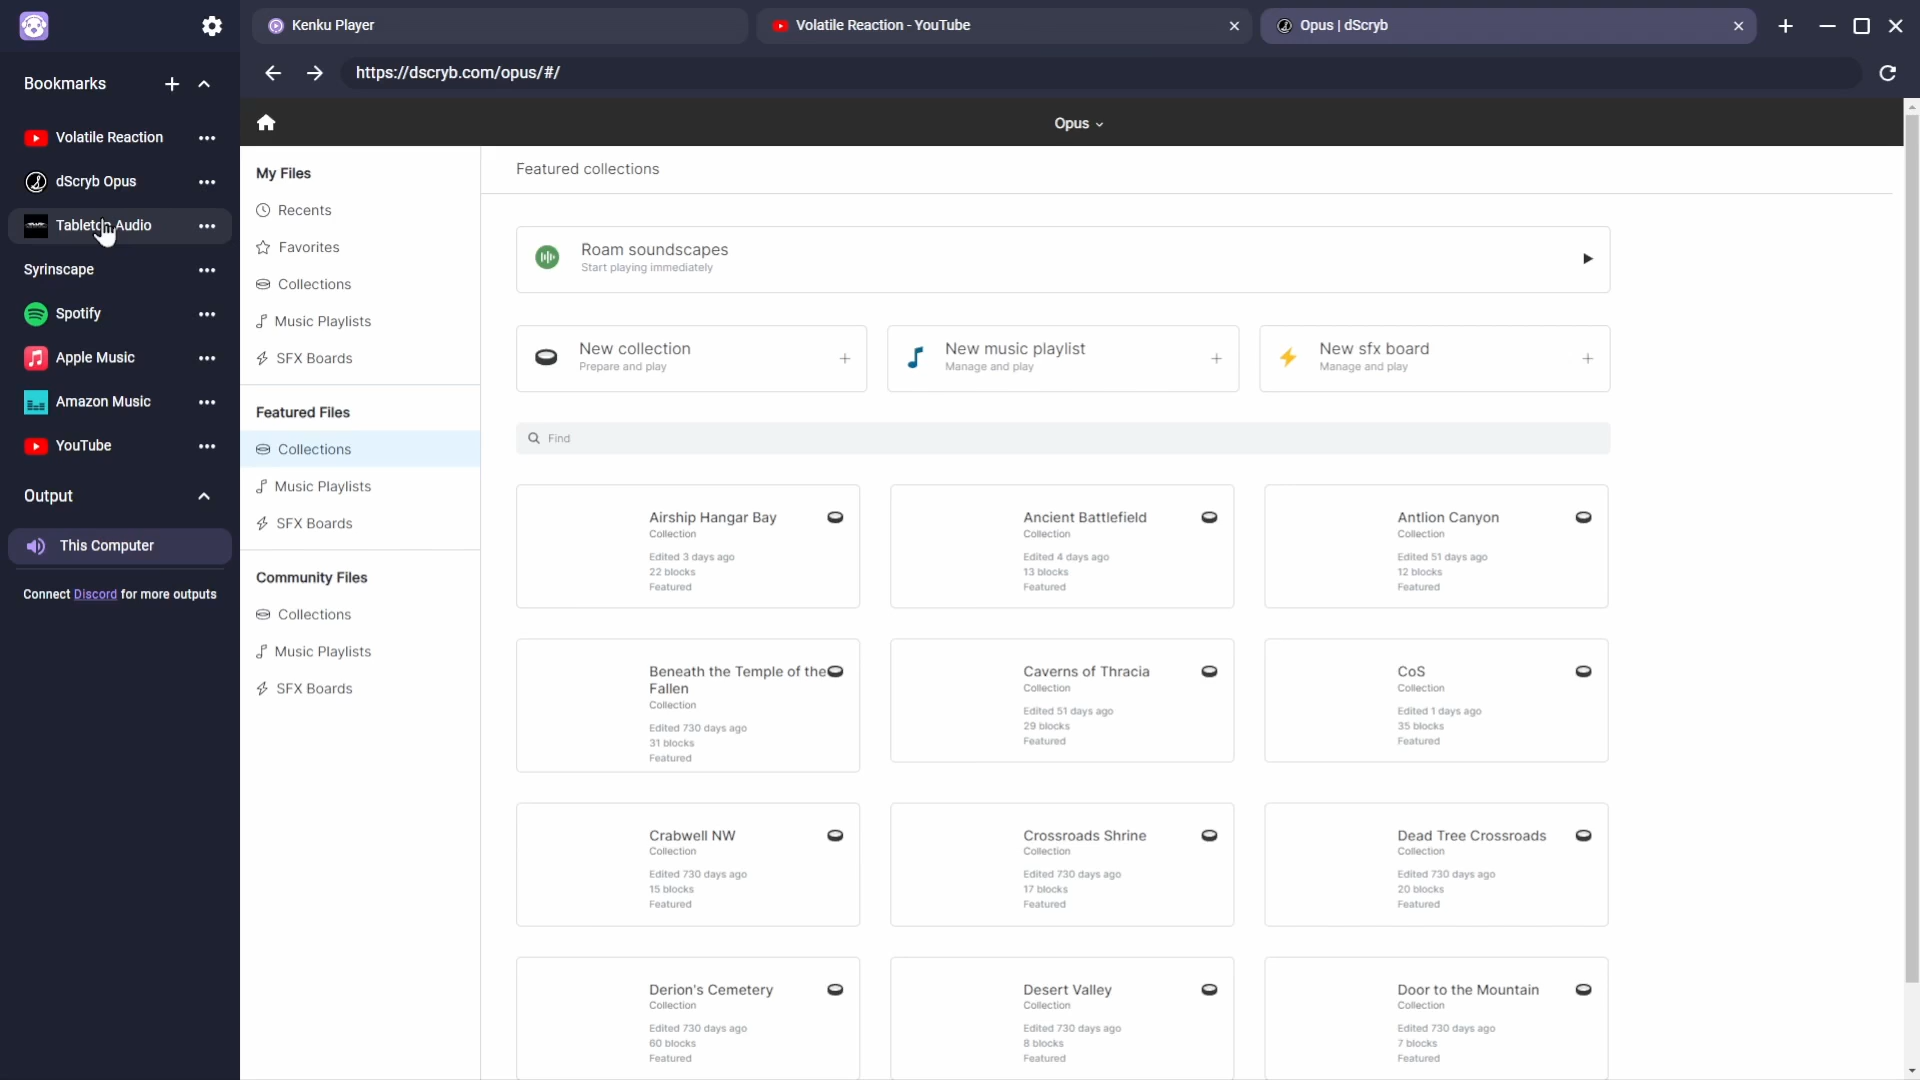 Kenku Player
Volatile Reaction - YouTube
Opus | dScryb
Bookmarks
https://dscryb.com/opus/#/
Volatile Reaction
dScryb Opus
Tabletop Audio
Syrinscape
Spotify
Apple Music
Amazon Music
YouTube
Output
This Computer
Connect Discord for more outputs
Opus
My Files
Recents
Favorites
Collections
Music Playlists
SFX Boards
Featured Files
Collections
Music Playlists
SFX Boards
Community Files
Collections
Music Playlists
SFX Boards
Featured collections
Roam soundscapes
Start playing immediately
New collection
Prepare and play
New music playlist
Manage and play
New sfx board
Manage and play
Find
Airship Hangar Bay
Collection
Edited 3 days ago
22 blocks
Featured
Ancient Battlefield
Collection
Edited 4 days ago
13 blocks
Featured
Antlion Canyon
Collection
Edited 51 days ago
12 blocks
Featured
Beneath the Temple of the
Fallen
Collection
Edited 730 days ago
31 blocks
Featured
Caverns of Thracia
Collection
Edited 51 days ago
29 blocks
Featured
CoS
Collection
Edited 1 days ago
35 blocks
Featured
Crabwell NW
Collection
Edited 730 days ago
15 blocks
Featured
Crossroads Shrine
Collection
Edited 730 days ago
17 blocks
Featured
Dead Tree Crossroads
Collection
Edited 730 days ago
20 blocks
Featured
Derion's Cemetery
Collection
Edited 730 days ago
60 blocks
Featured
Desert Valley
Collection
Edited 730 days ago
8 blocks
Featured
Door to the Mountain
Collection
Edited 730 days ago
7 blocks
Featured